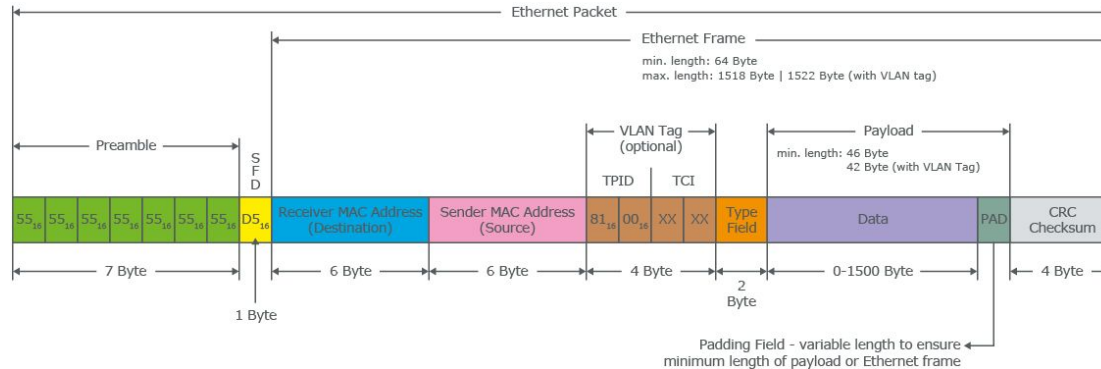 Ethernet Packet
Ethernet Frame
min. length: 64 Byte
max. length: 1518 Byte | 1522 Byte (with VLAN tag)
Preamble
S
F
D
VLAN Tag
(optional)
TPID
TCI
Payload
min. length: 46 Byte
42 Byte (with VLAN Tag)
55₁₆ 55₁₆ 55₁₆ 55₁₆ 55₁₆ 55₁₆ 55₁₆ D5₁₆
Receiver MAC Address
(Destination)
Sender MAC Address
(Source)
81₁₆ 00₁₆ XX XX
Type
Field
Data
PAD
CRC
Checksum
7 Byte
1 Byte
6 Byte
6 Byte
4 Byte
2
Byte
0-1500 Byte
4 Byte
Padding Field - variable length to ensure
minimum length of payload or Ethernet frame